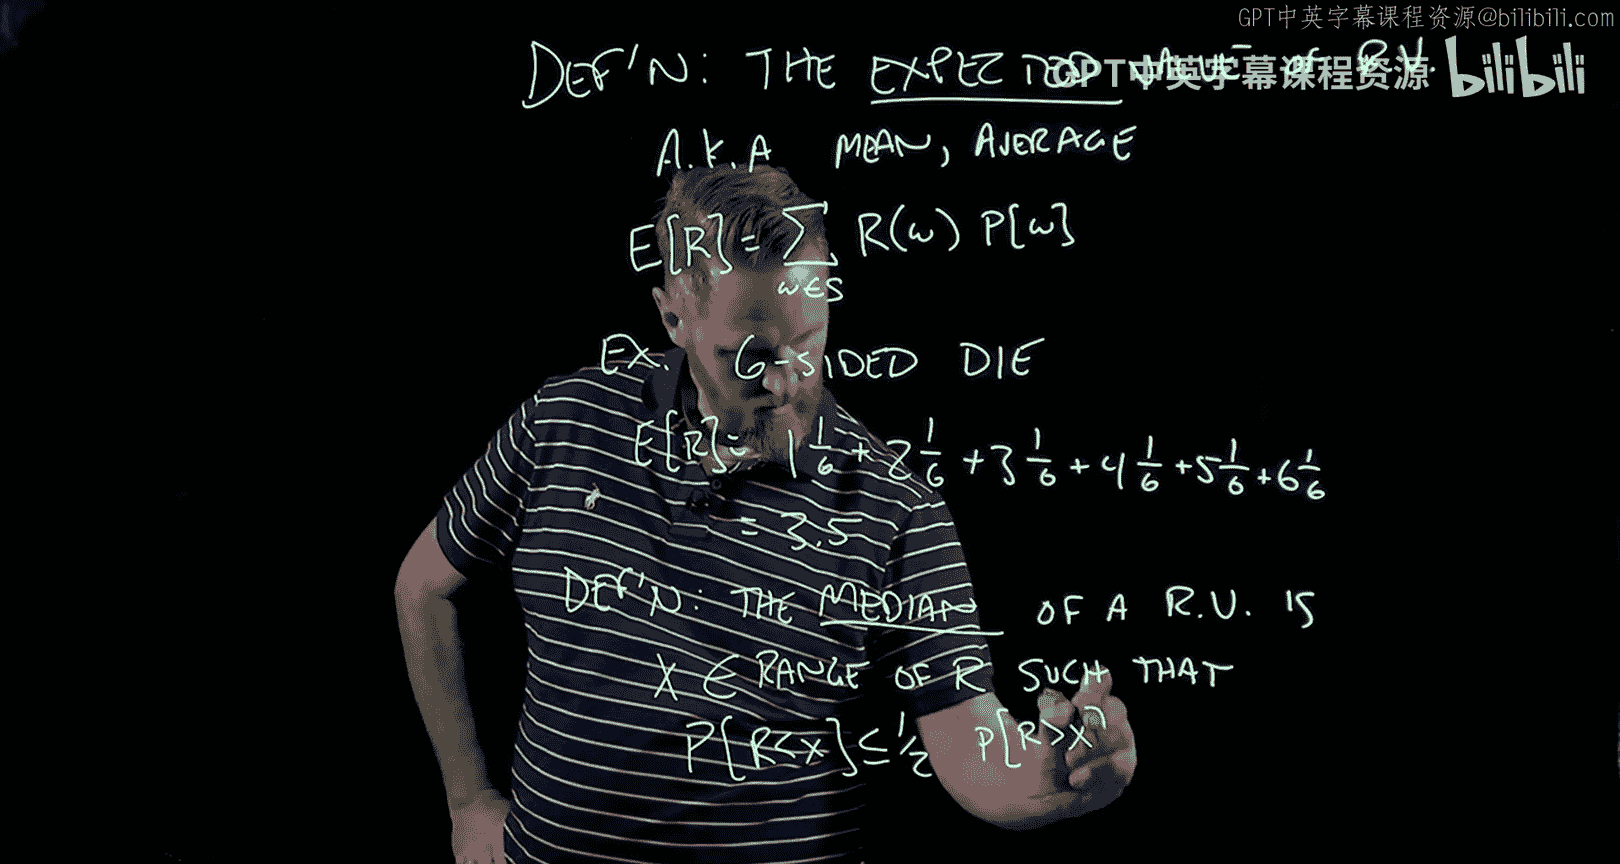 GPT中英字幕课程资源@bilibili.com
DEF'N: THE EXPECTED VALUE OF R.V.
GPT中英字幕课程资源 bilibili
A.K.A MEAN, AVERAGE
E[R] = ∑ R(ω) P[ω]
ω∈S
EX. 6-SIDED DIE
E[R] = 1 1/6 + 2 1/6 + 3 1/6 + 4 1/6 + 5 1/6 + 6 1/6
= 3.5
DEF'N: THE MEDIAN OF A R.V. IS
X ∈ RANGE OF R SUCH THAT
P[R<X] ≤ 1/2 P[R>X]